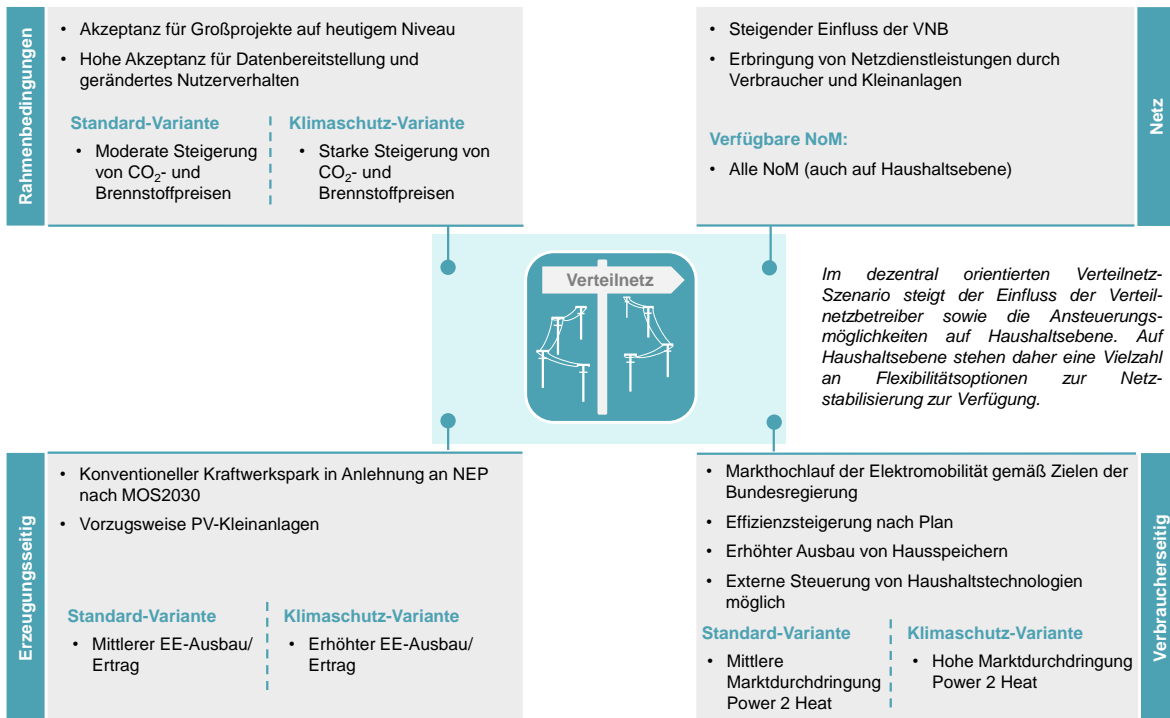 Rahmenbedingungen
• Akzeptanz für Großprojekte auf heutigem Niveau
• Hohe Akzeptanz für Datenbereitstellung und
gerändertes Nutzerverhalten
Standard-Variante
• Moderate Steigerung
von CO₂- und
Brennstoffpreisen
Klimaschutz-Variante
• Starke Steigerung von
CO₂- und
Brennstoffpreisen
• Steigender Einfluss der VNB
• Erbringung von Netzdienstleistungen durch
Verbraucher und Kleinanlagen
Verfügbare NoM:
• Alle NoM (auch auf Haushaltsebene)
Netz
Verteilnetz
Im dezentral orientierten Verteilnetz-
Szenario steigt der Einfluss der Verteil-
netzbetreiber sowie die Ansteuerungs-
möglichkeiten auf Haushaltsebene. Auf
Haushaltsebene stehen daher eine Vielzahl
an Flexibilitätsoptionen zur Netz-
stabilisierung zur Verfügung.
Erzeugungsseitig
• Konventioneller Kraftwerkspark in Anlehnung an NEP
nach MOS2030
• Vorzugsweise PV-Kleinanlagen
Standard-Variante
• Mittlerer EE-Ausbau/
Ertrag
Klimaschutz-Variante
• Erhöhter EE-Ausbau/
Ertrag
• Markthochlauf der Elektromobilität gemäß Zielen der
Bundesregierung
• Effizienzsteigerung nach Plan
• Erhöhter Ausbau von Hausspeichern
• Externe Steuerung von Haushaltstechnologien
möglich
Standard-Variante
• Mittlere
Marktdurchdringung
Power 2 Heat
Klimaschutz-Variante
• Hohe Marktdurchdringung
Power 2 Heat
Verbraucherseitig